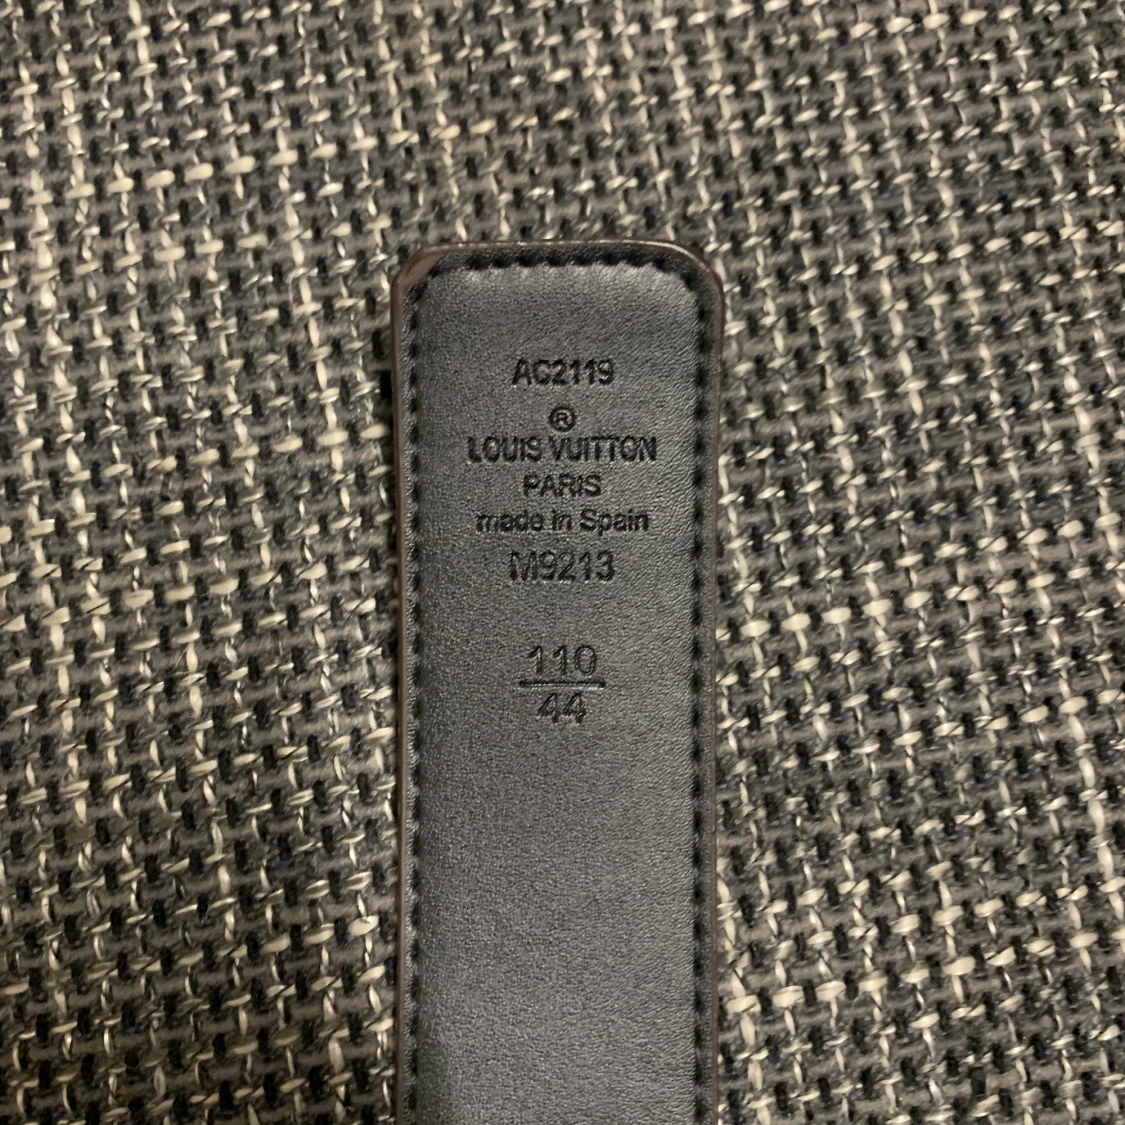 AC2119
®
LOUIS VUITTON
PARIS
made in Spain
M9213
110
44